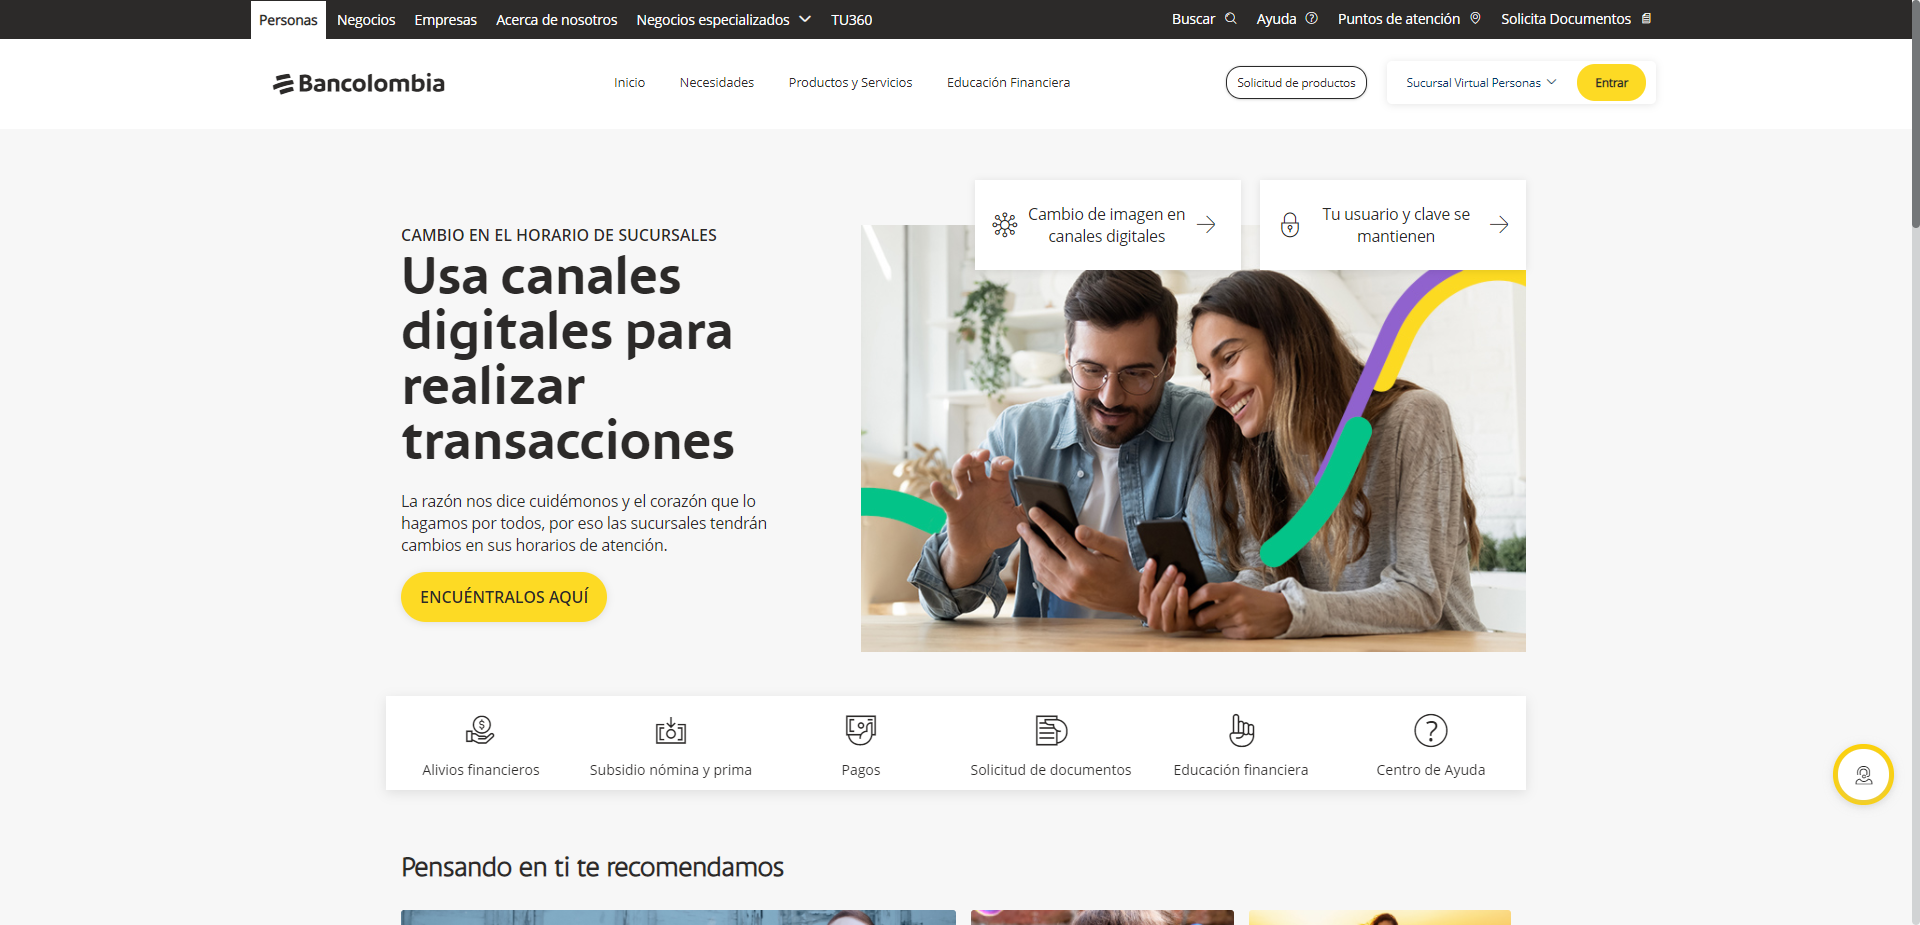 Personas Negocios Empresas Acerca de nosotros Negocios especializados TU360 Buscar Ayuda Puntos de atención Solicita Documentos
Bancolombia Inicio Necesidades Productos y Servicios Educación Financiera Solicitud de productos Sucursal Virtual Personas Entrar
Cambio de imagen en
canales digitales
Tu usuario y clave se
mantienen
CAMBIO EN EL HORARIO DE SUCURSALES
Usa canales
digitales para
realizar
transacciones
La razón nos dice cuidémonos y el corazón que lo
hagamos por todos, por eso las sucursales tendrán
cambios en sus horarios de atención.
ENCUÉNTRALOS AQUÍ
Alivios financieros Subsidio nómina y prima Pagos Solicitud de documentos Educación financiera Centro de Ayuda
Pensando en ti te recomendamos